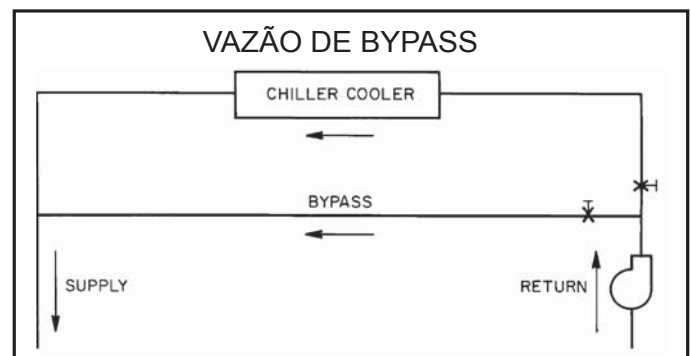 VAZÃO DE BYPASS
CHILLER COOLER
BYPASS
SUPPLY
RETURN